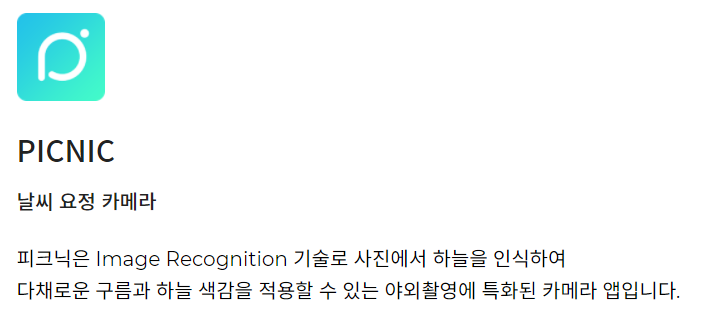 PICNIC
날씨 요정 카메라
피크닉은 Image Recognition 기술로 사진에서 하늘을 인식하여
다채로운 구름과 하늘 색감을 적용할 수 있는 야외촬영에 특화된 카메라 앱입니다.